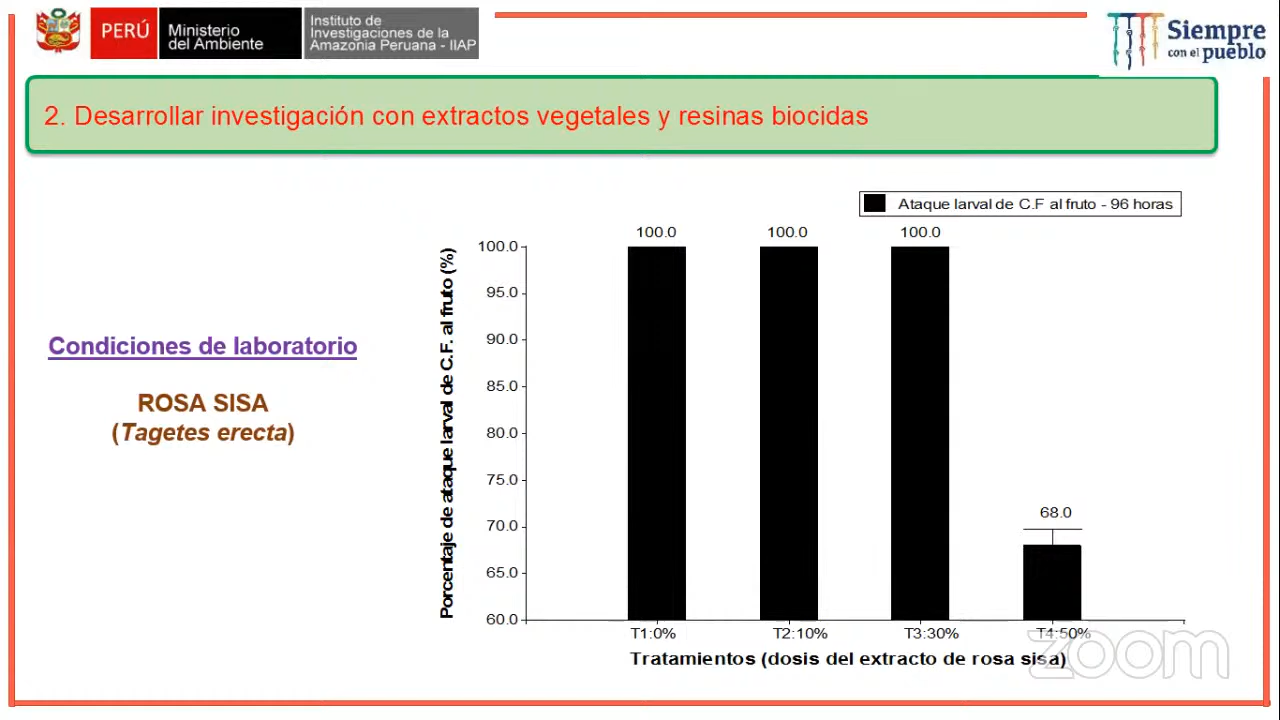 PERÚ
Ministerio
del Ambiente
Instituto de
Investigaciones de la
Amazonía Peruana - IIAP
Siempre
con el pueblo
2. Desarrollar investigación con extractos vegetales y resinas biocidas
Condiciones de laboratorio
ROSA SISA
(Tagetes erecta)
Ataque larval de C.F al fruto - 96 horas
Porcentaje de ataque larval de C.F. al fruto (%)
100.0
95.0
90.0
85.0
80.0
75.0
70.0
65.0
60.0
100.0 100.0 100.0 68.0
T1:0% T2:10% T3:30% T4:50%
Tratamientos (dosis del extracto de rosa sisa)
zoom